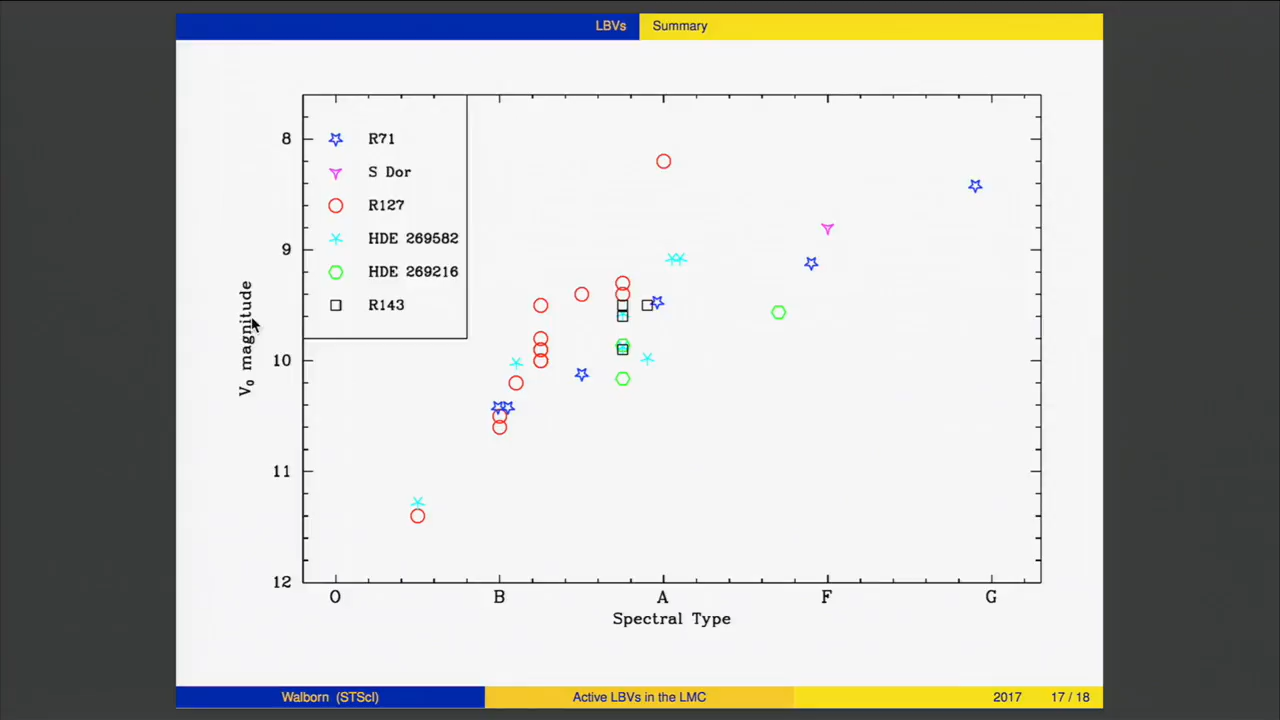 LBVs Summary
R71
S Dor
R127
HDE 269582
HDE 269216
R143
8
9
10
11
12
V₀ magnitude
O B A F G
Spectral Type
Walborn (STScI) Active LBVs in the LMC 2017 17 / 18